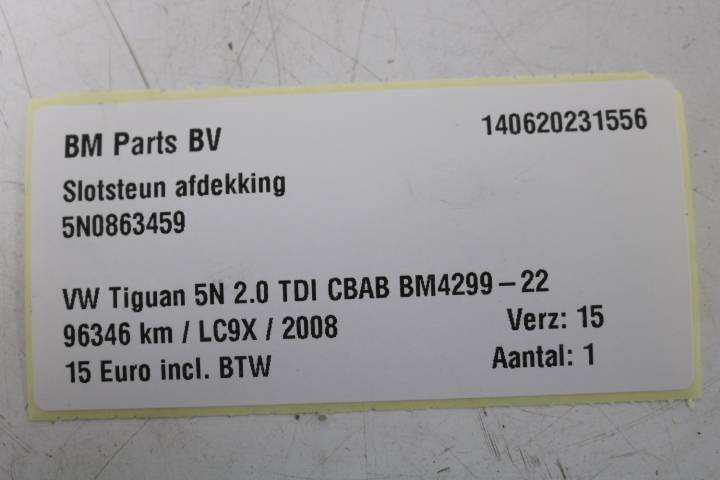 BM Parts BV 140620231556
Slotsteun afdekking
5N0863459
VW Tiguan 5N 2.0 TDI CBAB BM4299 – 22
96346 km / LC9X / 2008 Verz: 15
15 Euro incl. BTW Aantal: 1